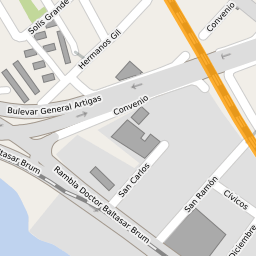 Solís Grande
Hermanos Gil
Convenio
Bulevar General Artigas
Convenio
Baltasar Brum
Rambla Doctor Baltasar Brum
San Carlos
San Ramón
Cívicos
Diciembre